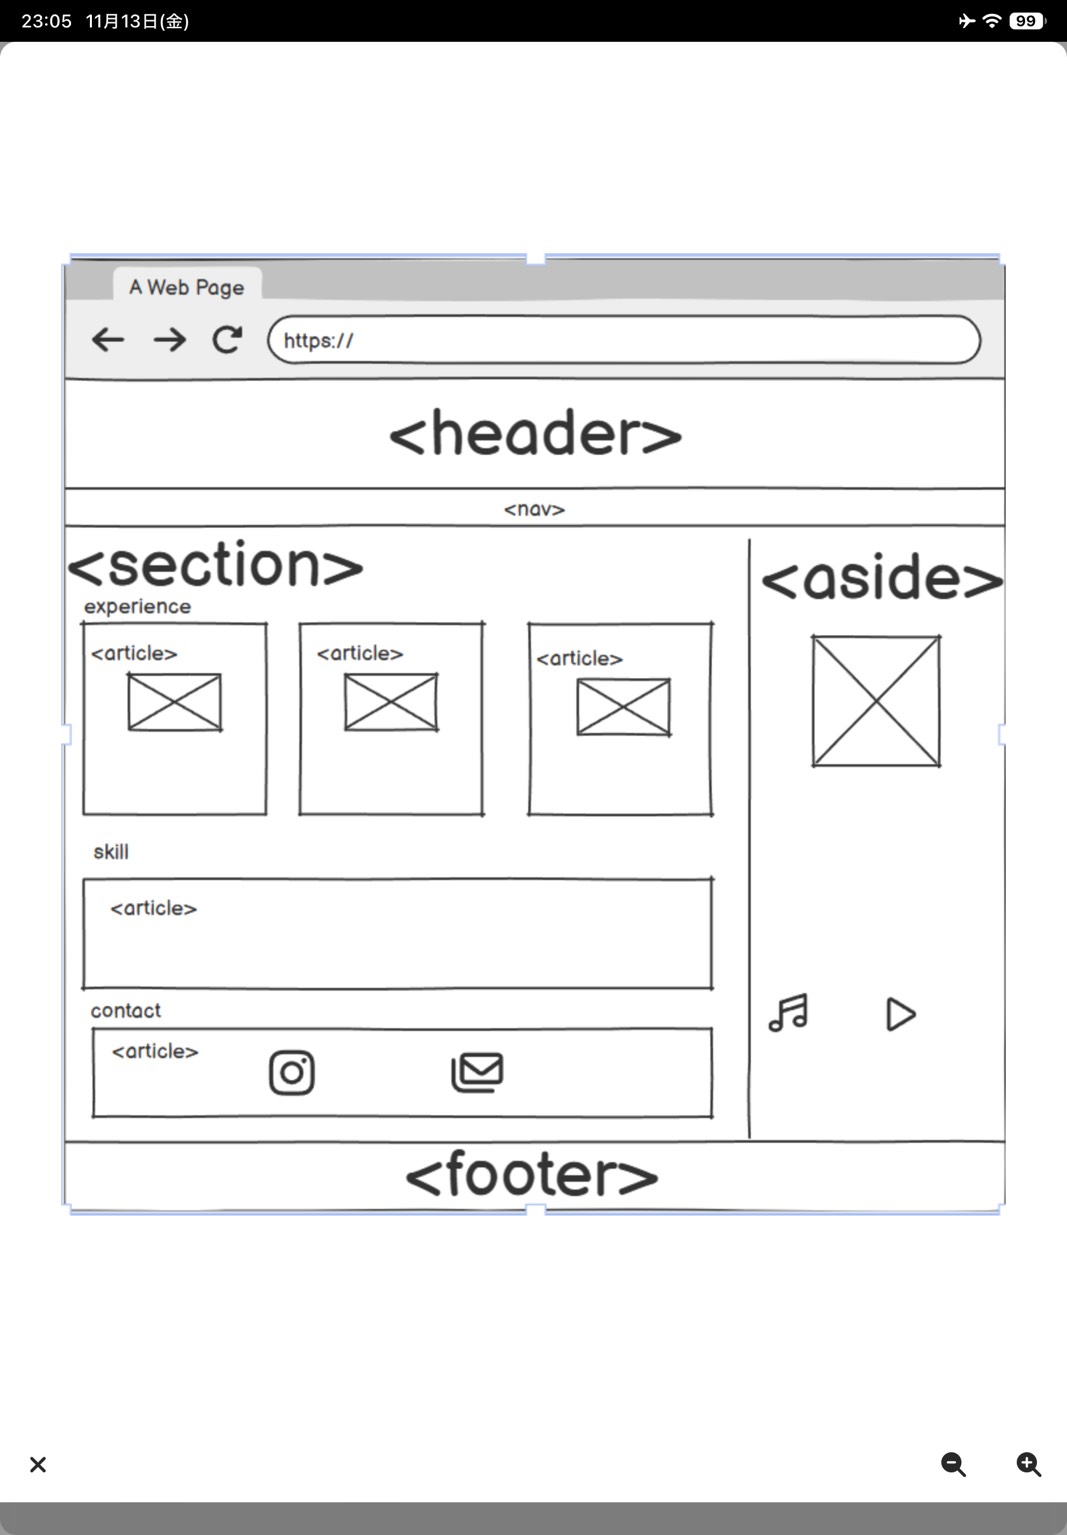 23:05 11月13日(金)
99
A Web Page
https://
<header>
<nav>
<section>
<aside>
experience
<article>
<article>
<article>
skill
<article>
contact
<article>
<footer>